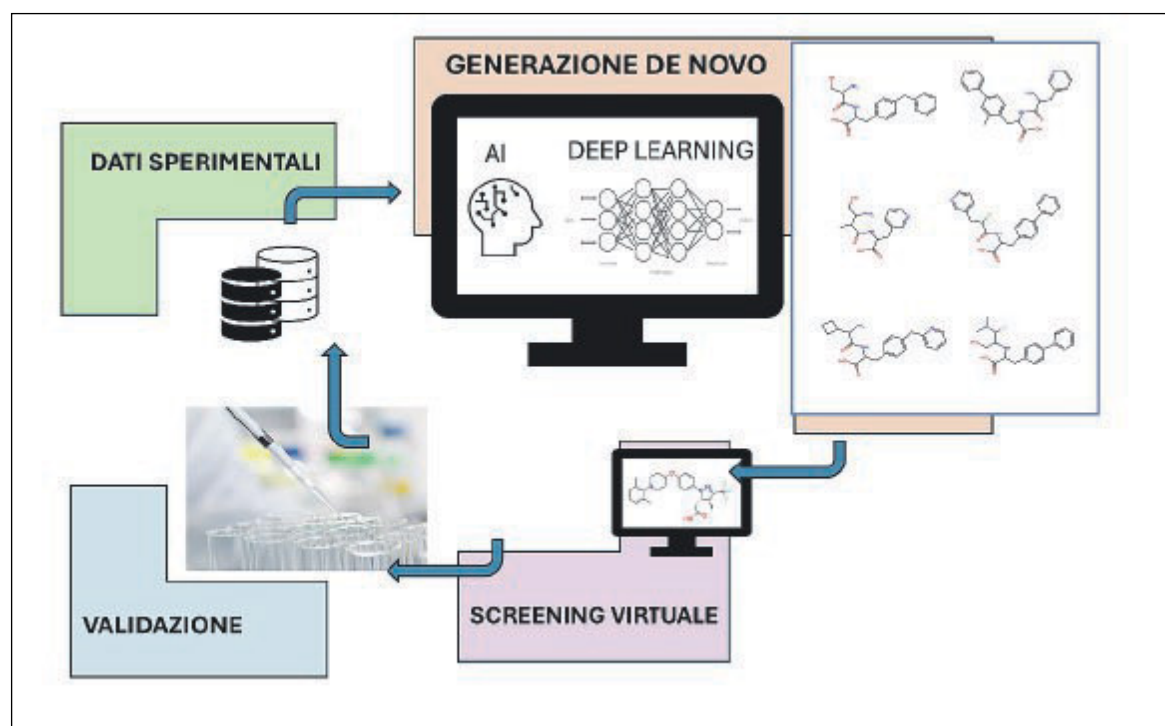 GENERAZIONE DE NOVO
DATI SPERIMENTALI
AI
DEEP LEARNING
VALIDAZIONE
SCREENING VIRTUALE